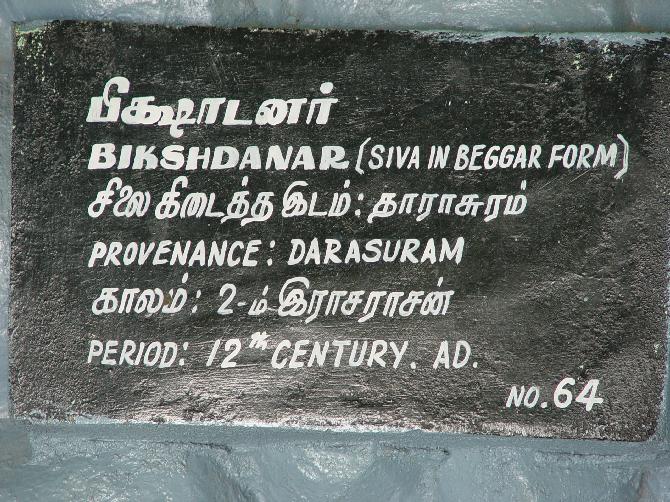 பிக்ஷாடனர்
BIKSHDANAR (SIVA IN BEGGAR FORM)
சிலை கிடைத்த இடம்: தாராசுரம்
PROVENANCE: DARASURAM
காலம்: 2-ம் இராசராசன்
PERIOD: 12TH CENTURY. AD.
NO. 64